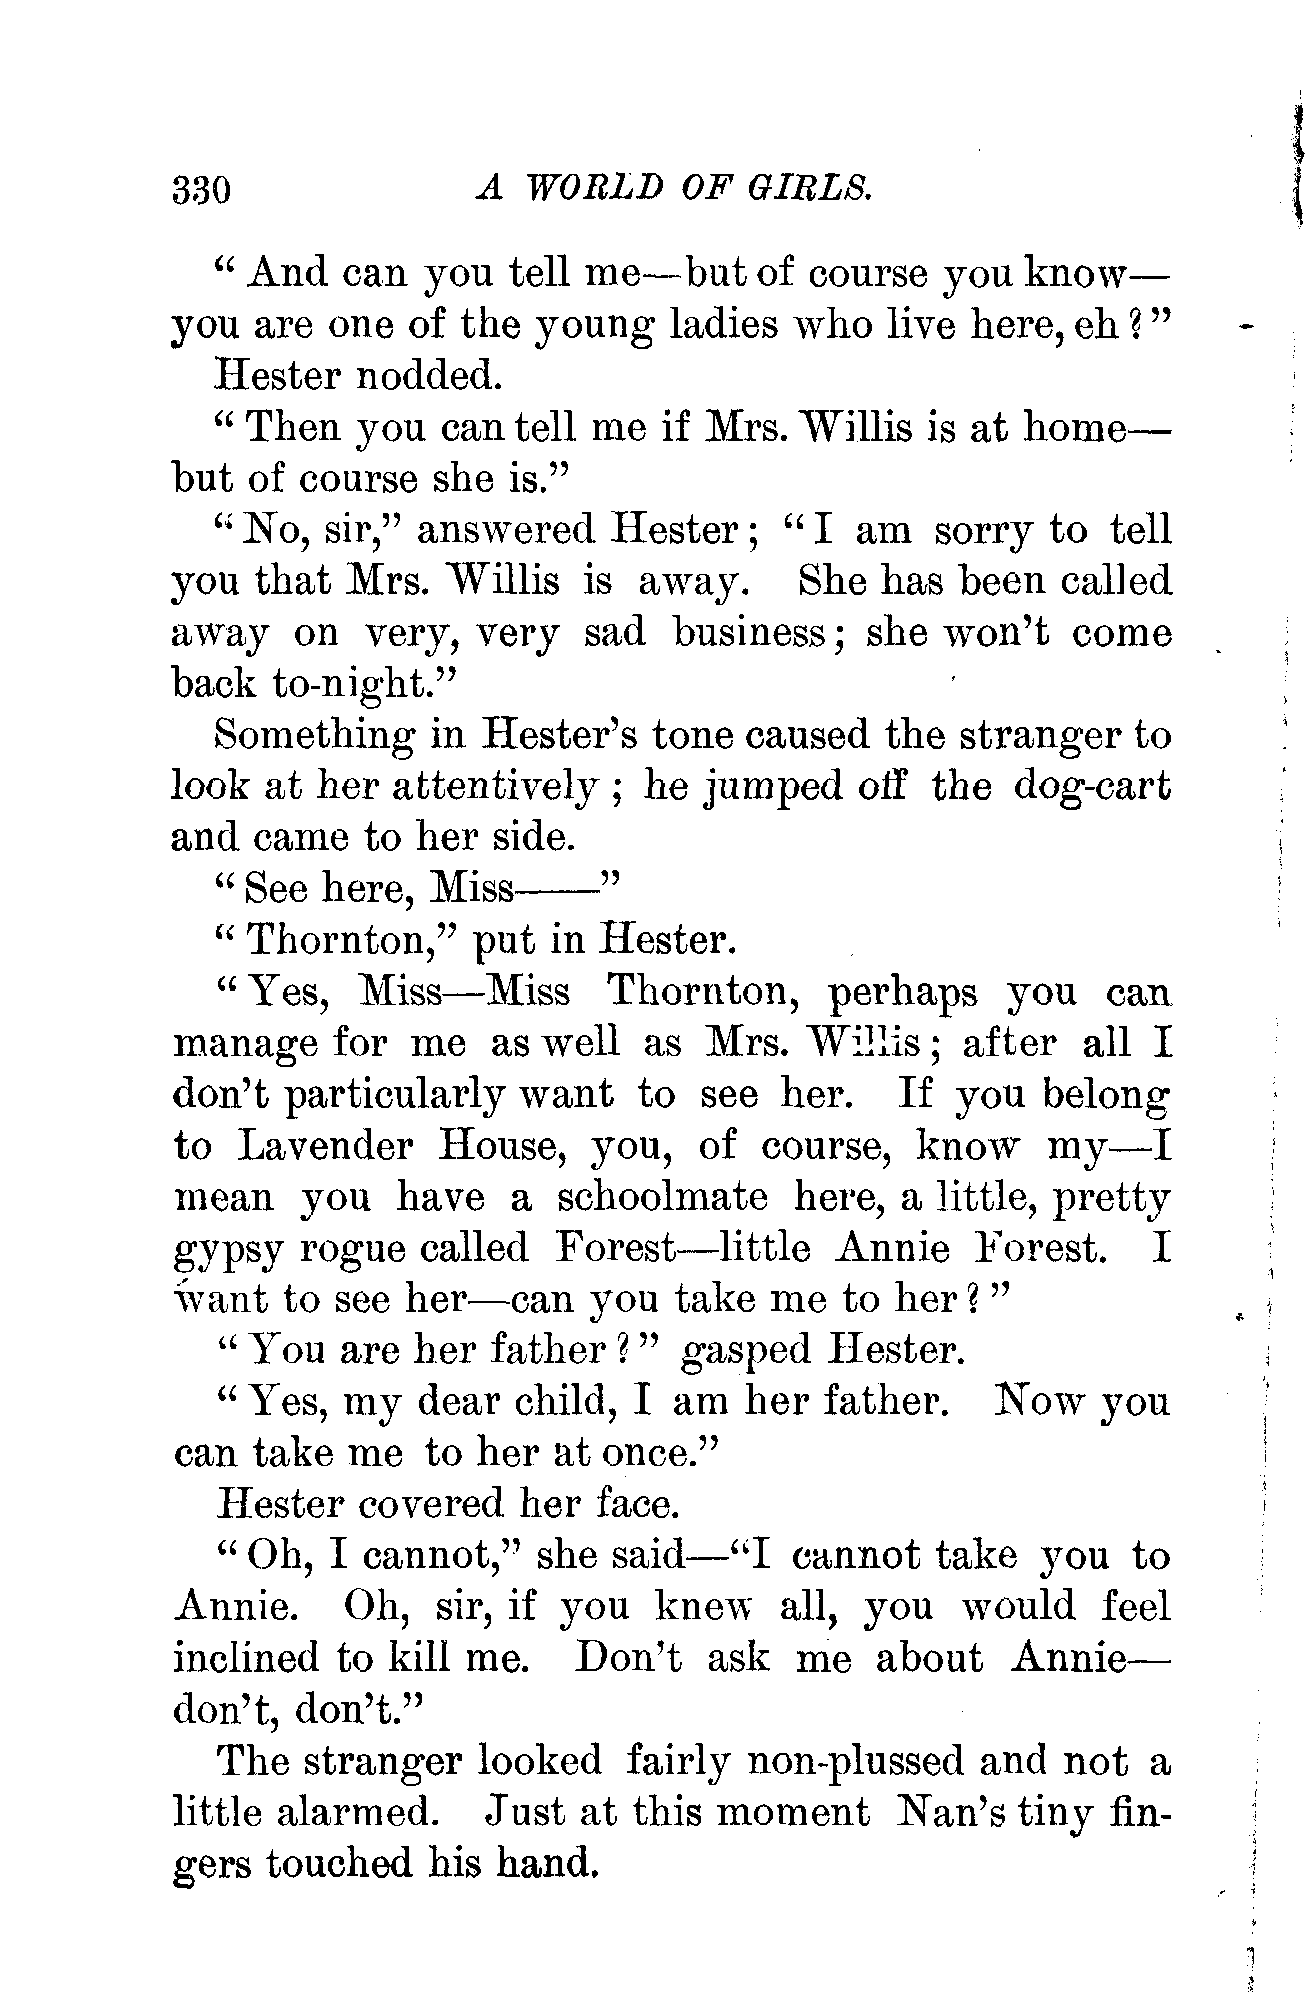 330 A WORLD OF GIRLS.
“ And can you tell me—but of course you know—
you are one of the young ladies who live here, eh ? ”
Hester nodded.
“ Then you can tell me if Mrs. Willis is at home—
but of course she is.”
“ No, sir,” answered Hester ; “ I am sorry to tell
you that Mrs. Willis is away. She has been called
away on very, very sad business ; she won’t come
back to-night.”
Something in Hester’s tone caused the stranger to
look at her attentively ; he jumped off the dog-cart
and came to her side.
“ See here, Miss——”
“ Thornton,” put in Hester.
“ Yes, Miss—Miss Thornton, perhaps you can
manage for me as well as Mrs. Willis ; after all I
don’t particularly want to see her. If you belong
to Lavender House, you, of course, know my—I
mean you have a schoolmate here, a little, pretty
gypsy rogue called Forest—little Annie Forest. I
want to see her—can you take me to her ? ”
“ You are her father ? ” gasped Hester.
“ Yes, my dear child, I am her father. Now you
can take me to her at once.”
Hester covered her face.
“ Oh, I cannot,” she said—“I cannot take you to
Annie. Oh, sir, if you knew all, you would feel
inclined to kill me. Don’t ask me about Annie—
don’t, don’t.”
The stranger looked fairly non-plussed and not a
little alarmed. Just at this moment Nan’s tiny fin-
gers touched his hand.